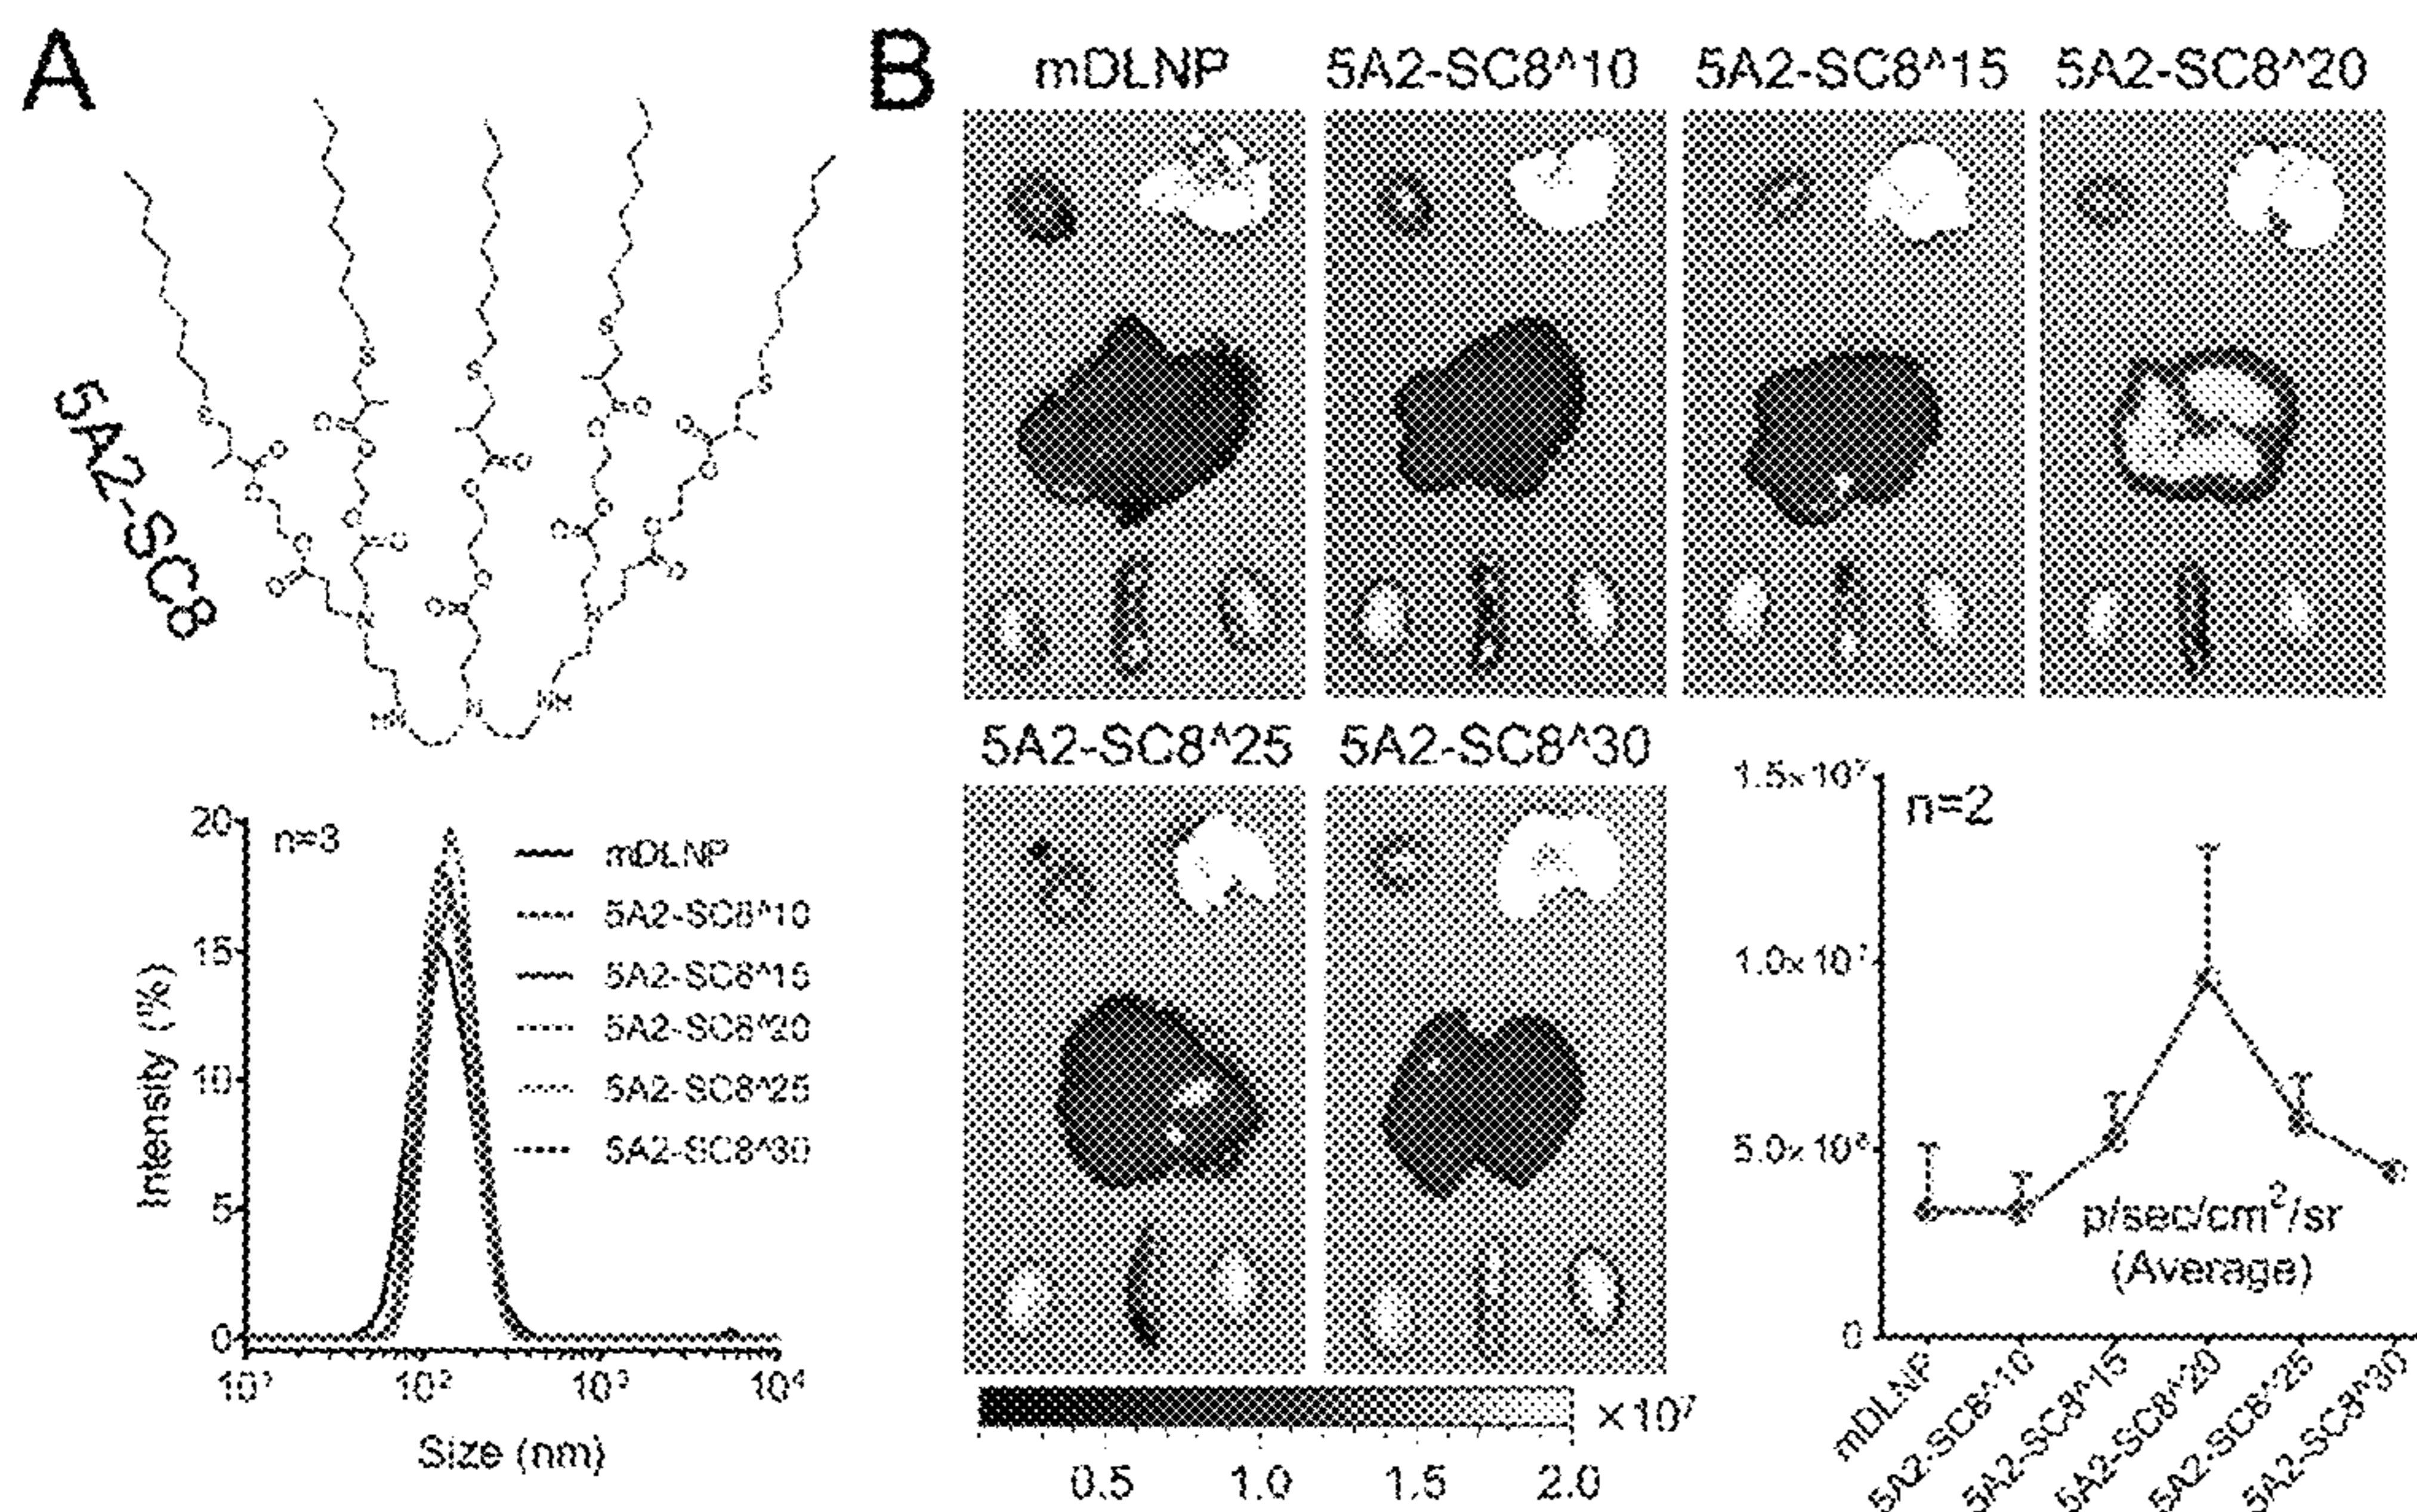 A
5A2-SC8
n=3
mDLNP
5A2-SC8^10
5A2-SC8^15
5A2-SC8^20
5A2-SC8^25
5A2-SC8^30
Intensity (%)
20
15
10
5
0
10¹ 10² 10³ 10⁴
Size (nm)
B
mDLNP 5A2-SC8^10 5A2-SC8^15 5A2-SC8^20
5A2-SC8^25 5A2-SC8^30
×10⁷
0.5 1.0 1.5 2.0
n=2
1.5×10⁷
1.0×10⁷
5.0×10⁶
0
p/sec/cm²/sr
(Average)
mDLNP
5A2-SC8^10
5A2-SC8^15
5A2-SC8^20
5A2-SC8^25
5A2-SC8^30